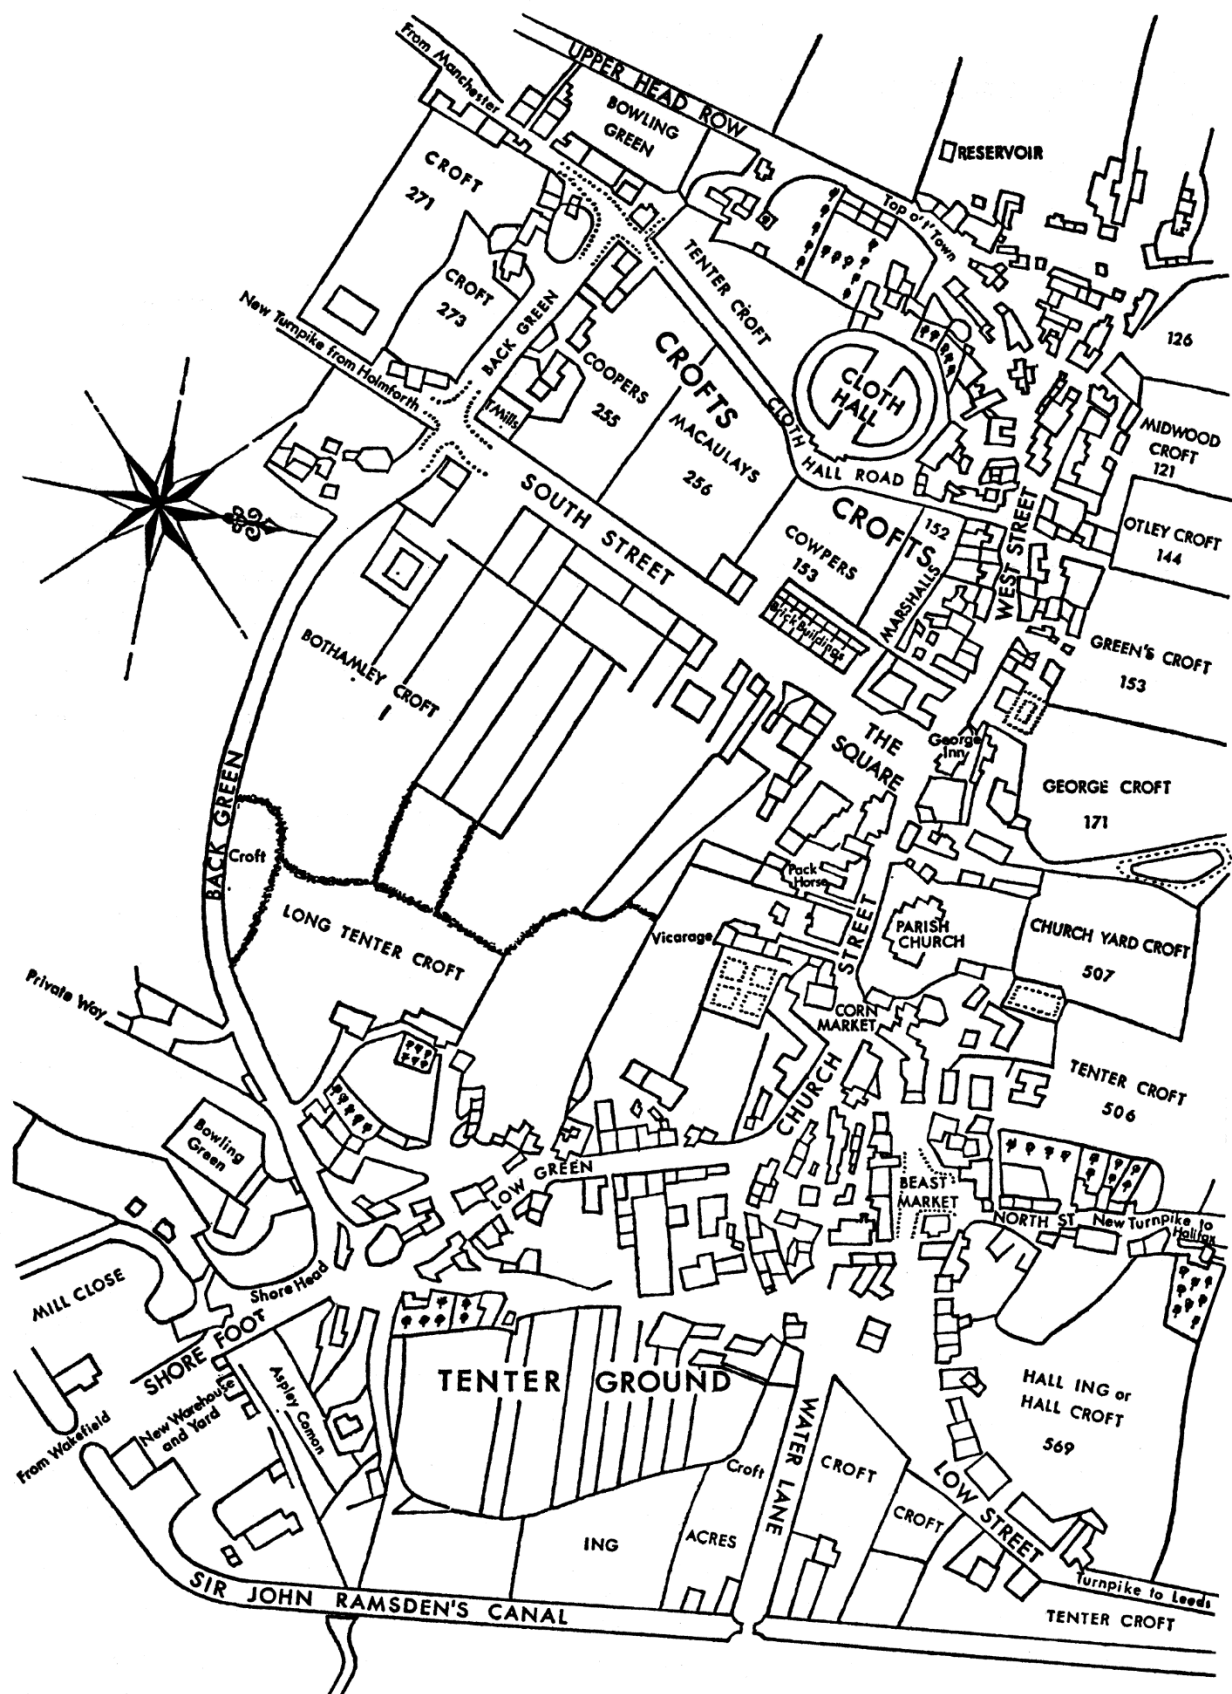 From Manchester
UPPER HEAD ROW
BOWLING
GREEN
RESERVOIR
CROFT
271
Top o't' Town
TENTER CROFT
CROFT
273
BACK GREEN
New Turnpike from Holmforth
126
COOPERS
255
CROFTS
MACAULAYS
256
CLOTH
HALL
CLOTH HALL ROAD
T.Mills
MIDWOOD
CROFT
121
SOUTH STREET
CROFTS
152
WEST STREET
OTLEY CROFT
144
COWPERS
153
MARSHALLS
Brick Buildings
BOTHAMLEY CROFT
1
GREEN'S CROFT
153
THE
SQUARE
George
Inn
GEORGE CROFT
171
BACK GREEN
Croft
Pack
Horse
LONG TENTER CROFT
Vicarage
CHURCH STREET
PARISH
CHURCH
CHURCH YARD CROFT
507
Private Way
CORN
MARKET
TENTER CROFT
506
Bowling
Green
LOW GREEN
BEAST
MARKET
NORTH ST.
New Turnpike to
Halifax
MILL CLOSE
Shore Head
SHORE FOOT
Aspley Comon
TENTER GROUND
HALL ING or
HALL CROFT
569
New Warehouse
and Yard
From Wakefield
WATER LANE
Croft
CROFT
LOW STREET
CROFT
ING
ACRES
SIR JOHN RAMSDEN'S CANAL
Turnpike to Leeds
TENTER CROFT